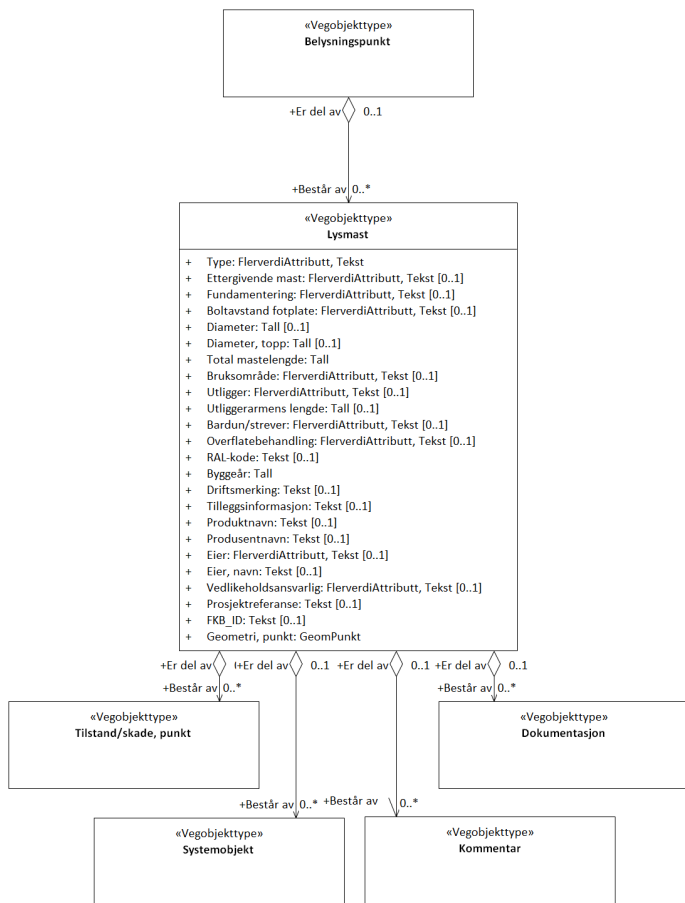 «Vegobjekttype»
Belysningspunkt
+Er del av 0..1
+Består av 0..*
«Vegobjekttype»
Lysmast
+ Type: FlerverdiAttributt, Tekst
+ Ettergivende mast: FlerverdiAttributt, Tekst [0..1]
+ Fundamentering: FlerverdiAttributt, Tekst [0..1]
+ Boltavstand fotplate: FlerverdiAttributt, Tekst [0..1]
+ Diameter: Tall [0..1]
+ Diameter, topp: Tall [0..1]
+ Total mastelengde: Tall
+ Bruksområde: FlerverdiAttributt, Tekst [0..1]
+ Utligger: FlerverdiAttributt, Tekst [0..1]
+ Utliggerarmens lengde: Tall [0..1]
+ Bardun/strever: FlerverdiAttributt, Tekst [0..1]
+ Overflatebehandling: FlerverdiAttributt, Tekst [0..1]
+ RAL-kode: Tekst [0..1]
+ Byggeår: Tall
+ Driftsmerking: Tekst [0..1]
+ Tilleggsinformasjon: Tekst [0..1]
+ Produktnavn: Tekst [0..1]
+ Produsentnavn: Tekst [0..1]
+ Eier: FlerverdiAttributt, Tekst [0..1]
+ Eier, navn: Tekst [0..1]
+ Vedlikeholdsansvarlig: FlerverdiAttributt, Tekst [0..1]
+ Prosjektreferanse: Tekst [0..1]
+ FKB_ID: Tekst [0..1]
+ Geometri, punkt: GeomPunkt
+Er del av +Er del av 0..1 +Er del av 0..1 +Er del av 0..1
+Består av 0..* +Består av 0..*
«Vegobjekttype»
Tilstand/skade, punkt
«Vegobjekttype»
Dokumentasjon
+Består av 0..* +Består av 0..*
«Vegobjekttype»
Systemobjekt
«Vegobjekttype»
Kommentar